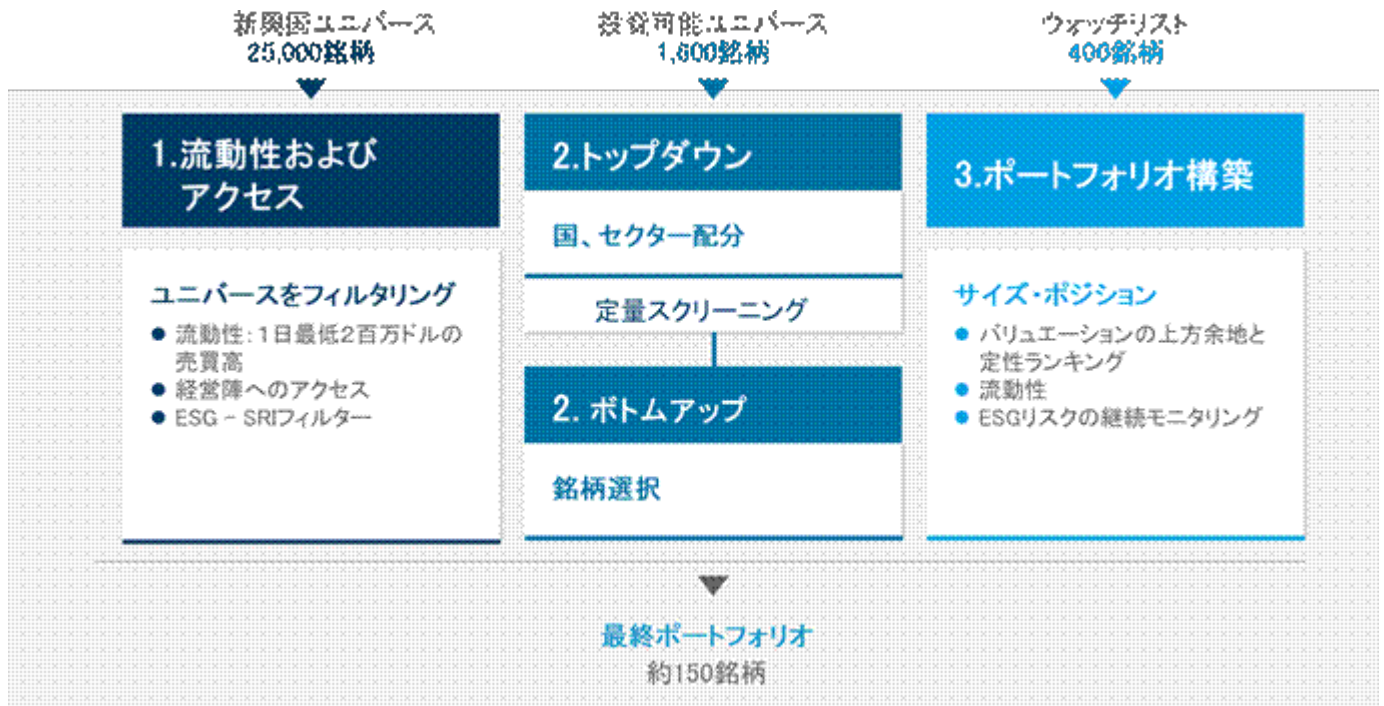 新興国ユニバース
25,000銘柄
投資可能ユニバース
1,600銘柄
ウォッチリスト
400銘柄
1.流動性および
アクセス
ユニバースをフィルタリング
● 流動性：1日最低2百万ドルの
売買高
● 経営陣へのアクセス
● ESG – SRIフィルター
2.トップダウン
国、セクター配分
定量スクリーニング
2. ボトムアップ
銘柄選択
3.ポートフォリオ構築
サイズ・ポジション
● バリュエーションの上方余地と
定性ランキング
● 流動性
● ESGリスクの継続モニタリング
最終ポートフォリオ
約150銘柄